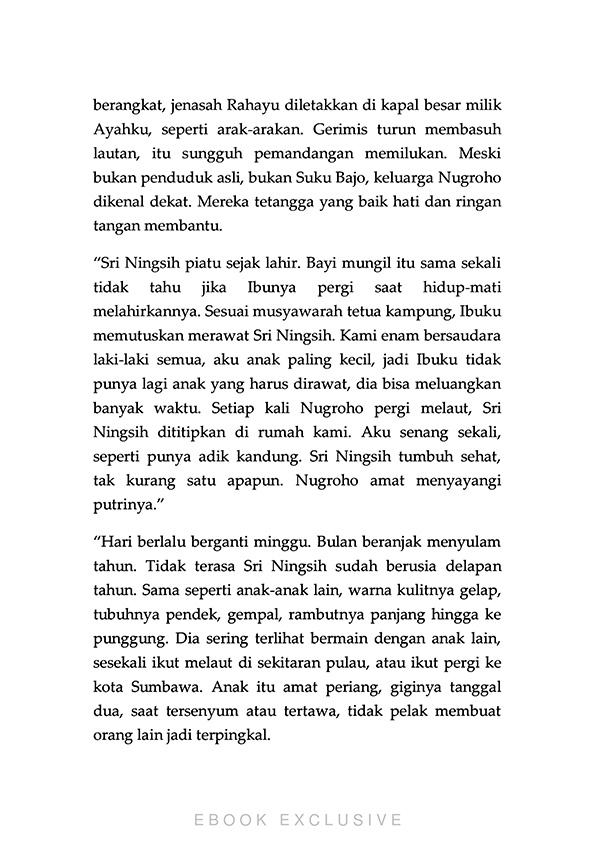 berangkat, jenasah Rahayu diletakkan di kapal besar milik
Ayahku, seperti arak-arakan. Gerimis turun membasuh
lautan, itu sungguh pemandangan memilukan. Meski
bukan penduduk asli, bukan Suku Bajo, keluarga Nugroho
dikenal dekat. Mereka tetangga yang baik hati dan ringan
tangan membantu.
“Sri Ningsih piatu sejak lahir. Bayi mungil itu sama sekali
tidak tahu jika Ibunya pergi saat hidup-mati
melahirkannya. Sesuai musyawarah tetua kampung, Ibuku
memutuskan merawat Sri Ningsih. Kami enam bersaudara
laki-laki semua, aku anak paling kecil, jadi Ibuku tidak
punya lagi anak yang harus dirawat, dia bisa meluangkan
banyak waktu. Setiap kali Nugroho pergi melaut, Sri
Ningsih dititipkan di rumah kami. Aku senang sekali,
seperti punya adik kandung. Sri Ningsih tumbuh sehat,
tak kurang satu apapun. Nugroho amat menyayangi
putrinya.”
“Hari berlalu berganti minggu. Bulan beranjak menyulam
tahun. Tidak terasa Sri Ningsih sudah berusia delapan
tahun. Sama seperti anak-anak lain, warna kulitnya gelap,
tubuhnya pendek, gempal, rambutnya panjang hingga ke
punggung. Dia sering terlihat bermain dengan anak lain,
sesekali ikut melaut di sekitaran pulau, atau ikut pergi ke
kota Sumbawa. Anak itu amat periang, giginya tanggal
dua, saat tersenyum atau tertawa, tidak pelak membuat
orang lain jadi terpingkal.
EBOOK EXCLUSIVE